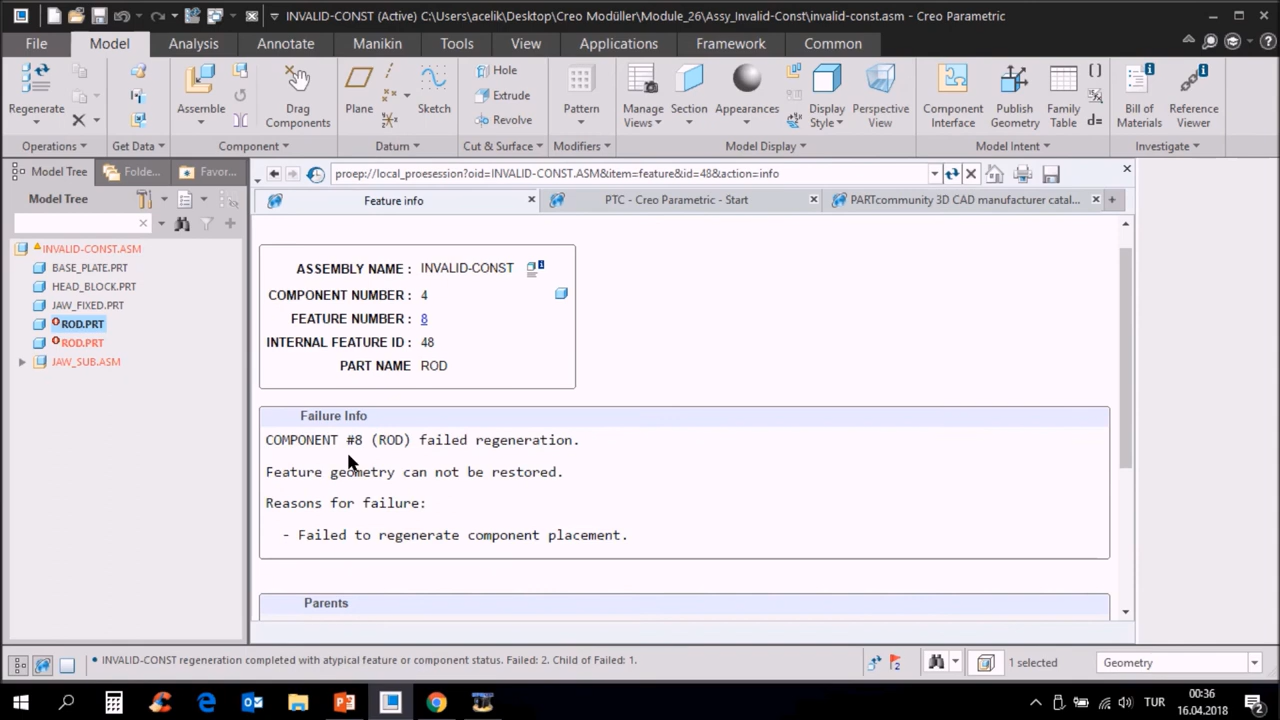 INVALID-CONST (Active) C:\Users\acelik\Desktop\Creo Modüller\Module_26\Assy_Invalid-Const\invalid-const.asm - Creo Parametric
File Model Analysis Annotate Manikin Tools View Applications Framework Common
Regenerate
Assemble
Drag Components
Plane
Sketch
Hole
Extrude
Revolve
Pattern
Manage Views
Section
Appearances
Display Style
Perspective View
Component Interface
Publish Geometry
Family Table
Bill of Materials
Reference Viewer
Operations Get Data Component Datum Cut & Surface Modifiers Model Display Model Intent Investigate
Model Tree Folde... Favor...
proep://local_proesession?oid=INVALID-CONST.ASM&item=feature&id=48&action=info
Model Tree
Feature info PTC - Creo Parametric - Start PARTcommunity 3D CAD manufacturer catal...
INVALID-CONST.ASM
BASE_PLATE.PRT
HEAD_BLOCK.PRT
JAW_FIXED.PRT
ROD.PRT
ROD.PRT
JAW_SUB.ASM
ASSEMBLY NAME : INVALID-CONST
COMPONENT NUMBER : 4
FEATURE NUMBER : 8
INTERNAL FEATURE ID : 48
PART NAME ROD
Failure Info
COMPONENT #8 (ROD) failed regeneration.
Feature geometry can not be restored.
Reasons for failure:
- Failed to regenerate component placement.
Parents
• INVALID-CONST regeneration completed with atypical feature or component status. Failed: 2. Child of Failed: 1.
1 selected
Geometry
TUR
00:36
16.04.2018
2